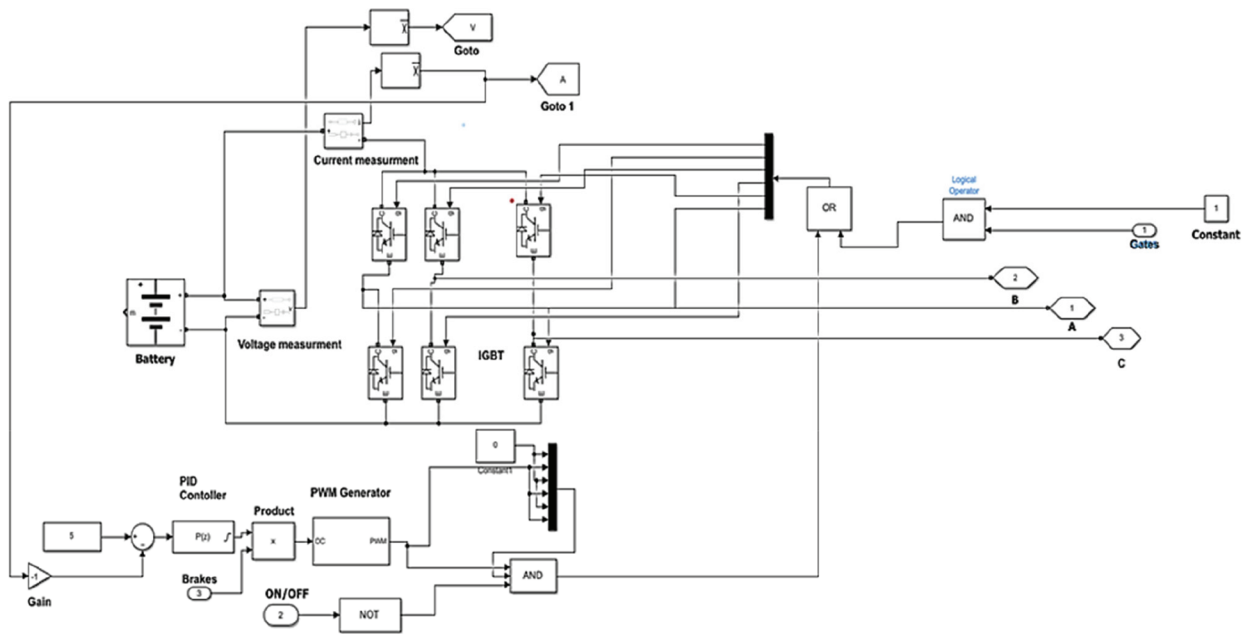 V
Goto
A
Goto 1
Current measurment
Logical
Operator
OR
AND
1
Constant
1
Gates
2
B
1
A
3
C
m
Battery
Voltage measurment
IGBT
0
Constant1
PID
Contoller
PWM Generator
Product
5
P(z)
x
DC
PWM
-1
Gain
Brakes
3
ON/OFF
2
NOT
AND